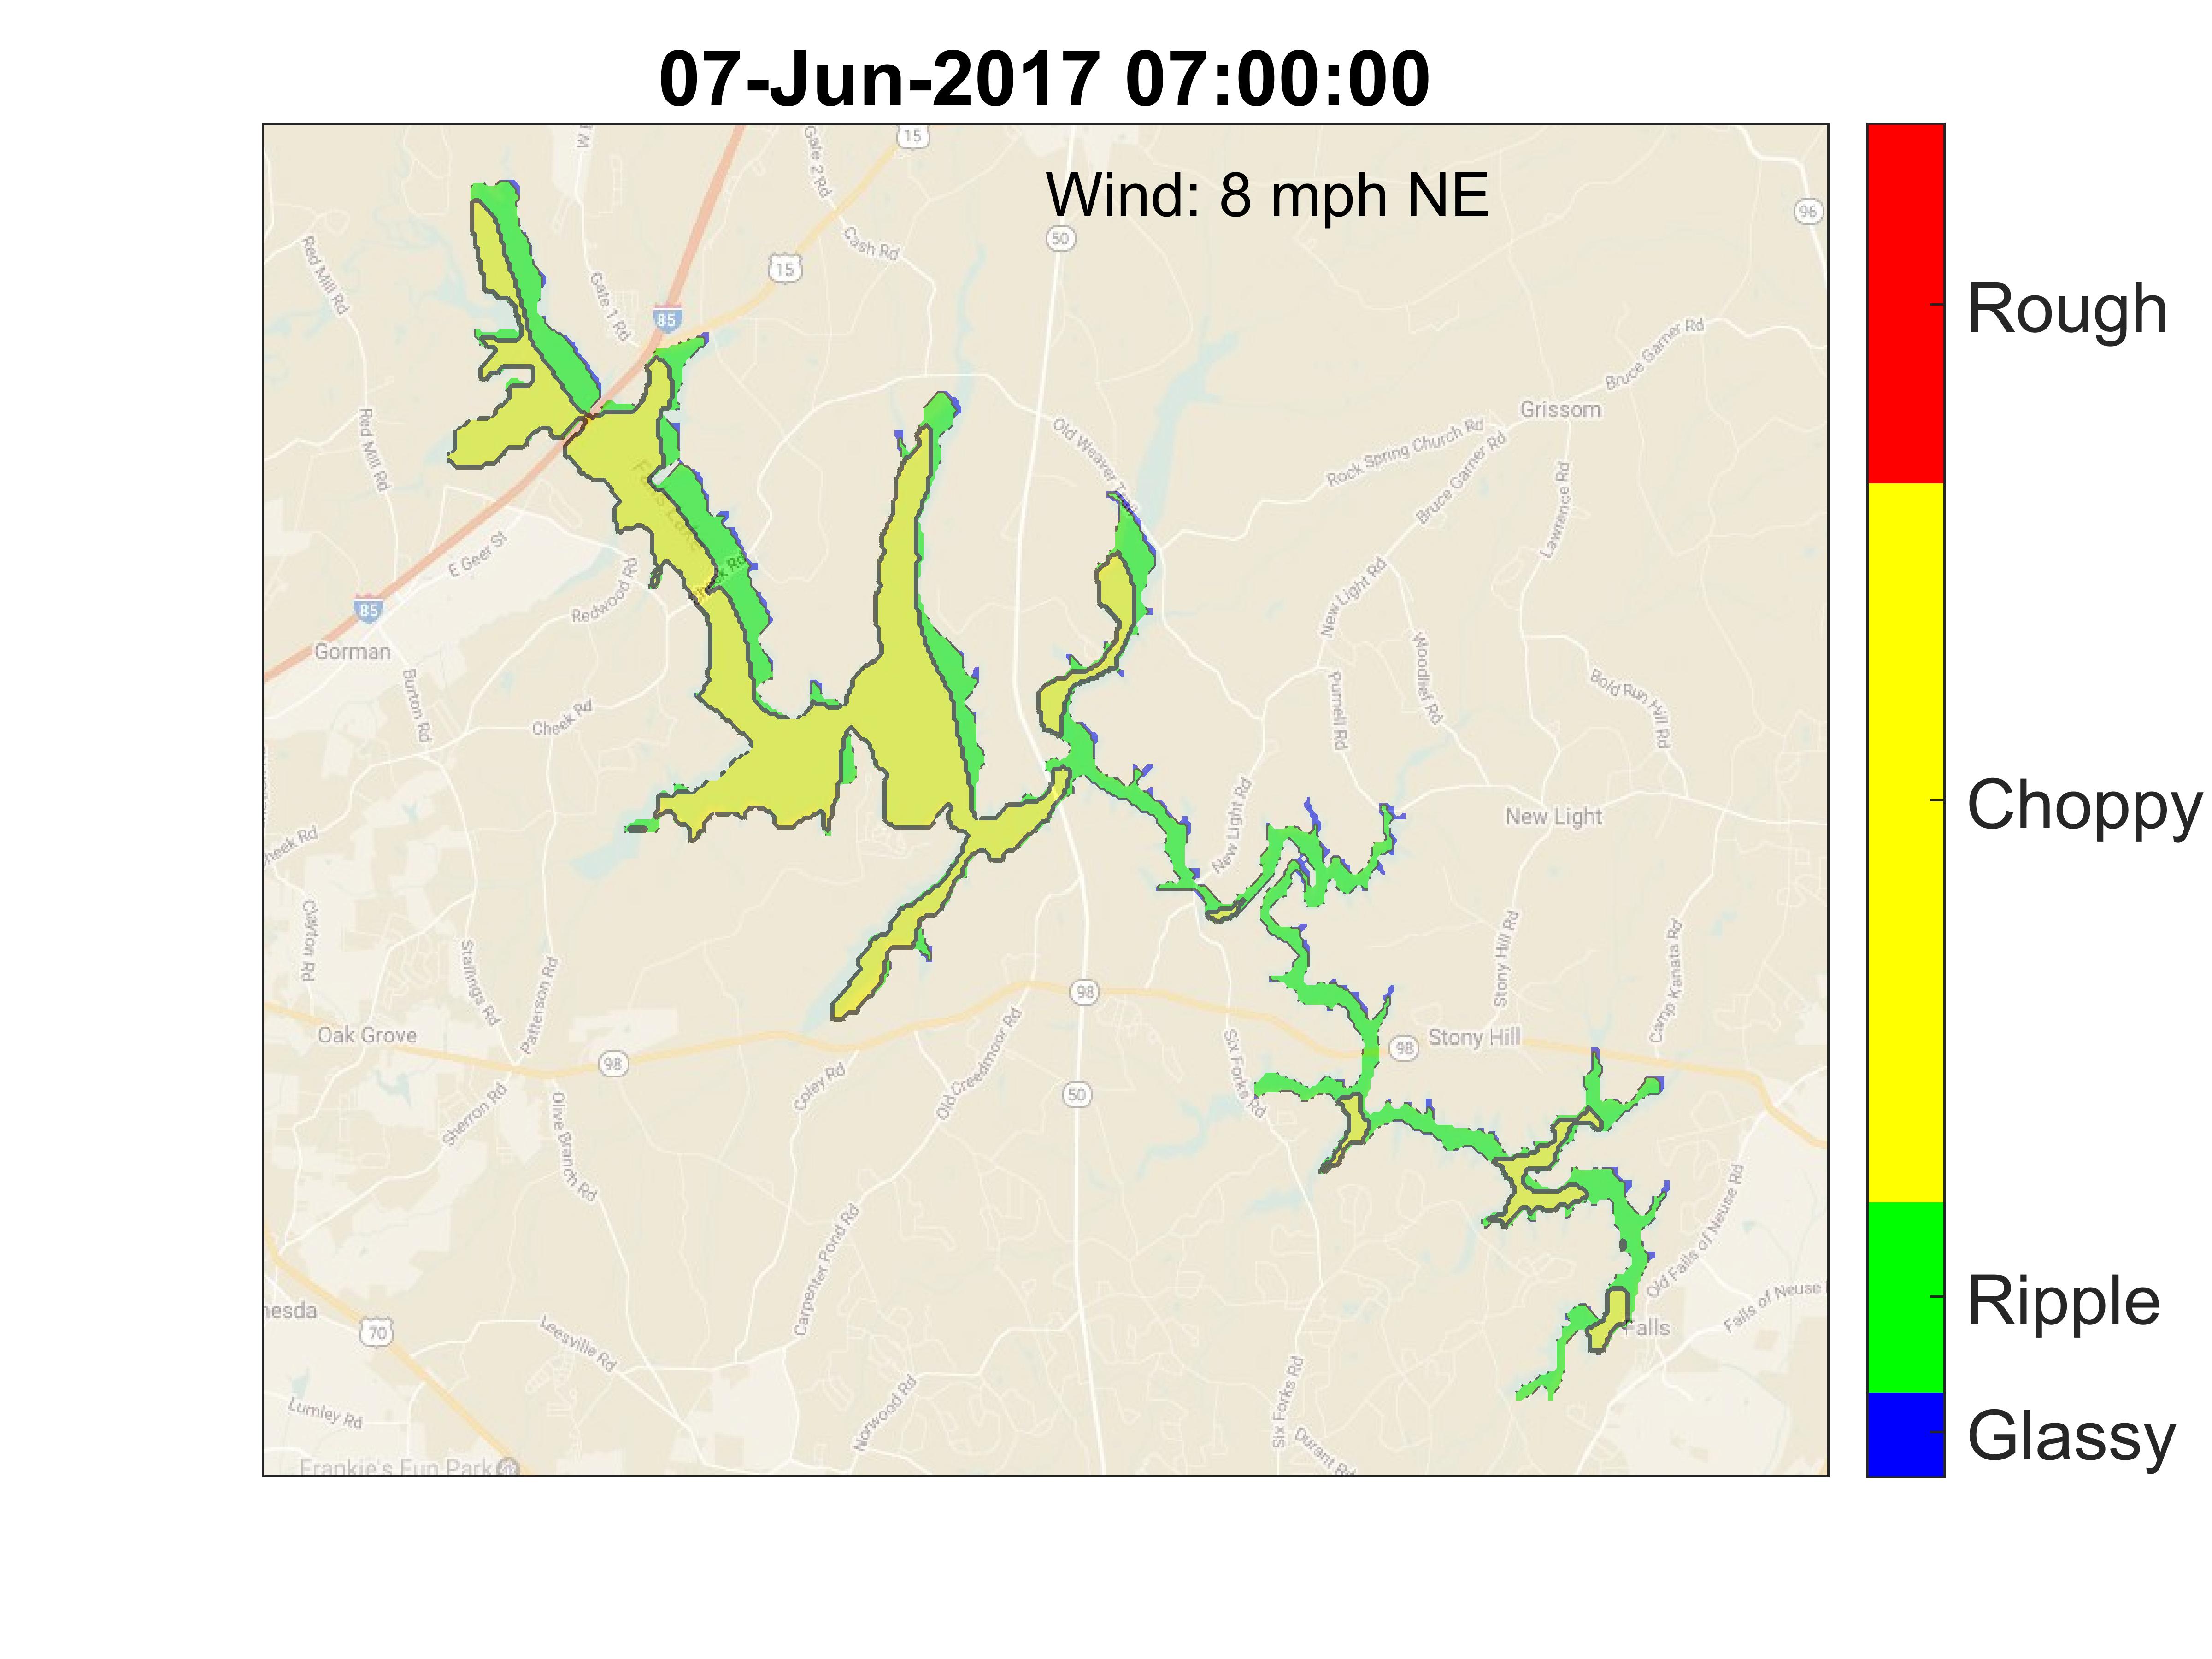 07-Jun-2017 07:00:00
Wind: 8 mph NE
15
Gate 2 Rd
50
96
Cash Rd
Red Mill Rd
15
Gate 1 Rd
85
Bruce Garner Rd
Grissom
Red Mill Rd
Old Weaver Trail
Rock Spring Church Rd
Bruce Garner Rd
Lawrence Rd
Falls Lake
E Geer St
Redwood Rd
New Light Rd
85
Gorman
Burton Rd
Cheek Rd
Purnell Rd
Woodlief Rd
Bold Run Hill Rd
New Light Rd
New Light
Clayton Rd
Stallings Rd
Patterson Rd
Stony Hill Rd
Camp Kanata Rd
98
Oak Grove
98
98
Stony Hill
Six Forks Rd
Coley Rd
Old Creedmoor Rd
50
Sherron Rd
Olive Branch Rd
Carpenter Pond Rd
Old Falls of Neuse Rd
Falls of Neuse
Falls
70
Leesville Rd
Lumley Rd
Norwood Rd
Six Forks Rd
Durant Rd
Frankie's Fun Park
Rough
Choppy
Ripple
Glassy